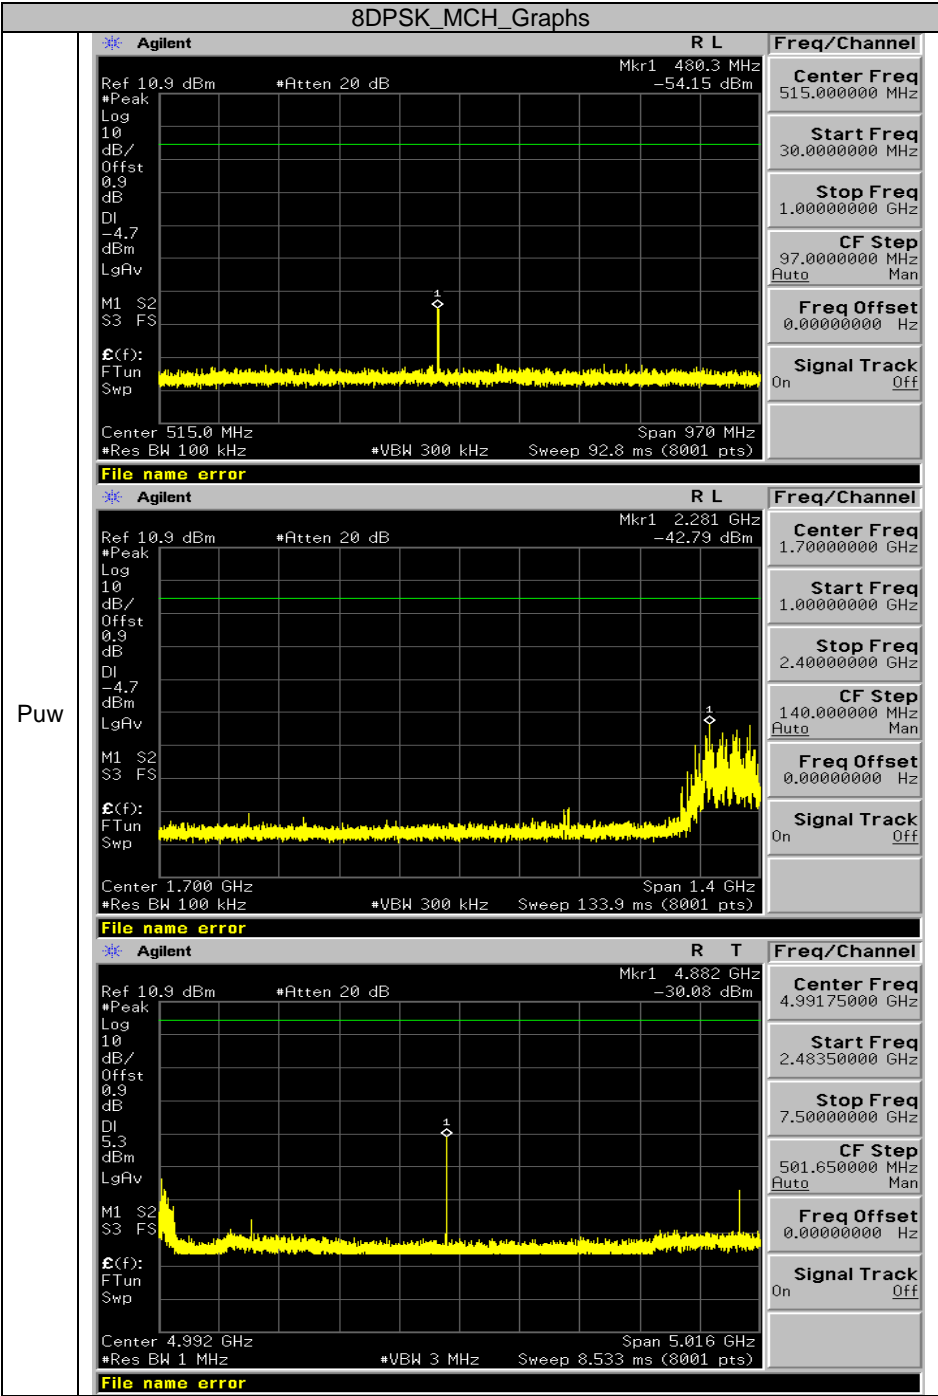 8DPSK_MCH_Graphs
Puw
Agilent R L Freq/Channel
Mkr1 480.3 MHz
Ref 10.9 dBm #Atten 20 dB -54.15 dBm
#Peak
Log
10
dB/
Offst
0.9
dB
DI
-4.7
dBm
LgAv
M1 S2
S3 FS
£(f):
FTun
Swp
1
Center 515.0 MHz Span 970 MHz
#Res BW 100 kHz #VBW 300 kHz Sweep 92.8 ms (8001 pts)
File name error
Center Freq
515.000000 MHz
Start Freq
30.0000000 MHz
Stop Freq
1.00000000 GHz
CF Step
97.0000000 MHz
Auto Man
Freq Offset
0.00000000 Hz
Signal Track
On Off
Agilent R L Freq/Channel
Mkr1 2.281 GHz
Ref 10.9 dBm #Atten 20 dB -42.79 dBm
#Peak
Log
10
dB/
Offst
0.9
dB
DI
-4.7
dBm
LgAv
M1 S2
S3 FS
£(f):
FTun
Swp
1
Center 1.700 GHz Span 1.4 GHz
#Res BW 100 kHz #VBW 300 kHz Sweep 133.9 ms (8001 pts)
File name error
Center Freq
1.70000000 GHz
Start Freq
1.00000000 GHz
Stop Freq
2.40000000 GHz
CF Step
140.000000 MHz
Auto Man
Freq Offset
0.00000000 Hz
Signal Track
On Off
Agilent R T Freq/Channel
Mkr1 4.882 GHz
Ref 10.9 dBm #Atten 20 dB -30.08 dBm
#Peak
Log
10
dB/
Offst
0.9
dB
DI
5.3
dBm
LgAv
M1 S2
S3 FS
£(f):
FTun
Swp
1
Center 4.992 GHz Span 5.016 GHz
#Res BW 1 MHz #VBW 3 MHz Sweep 8.533 ms (8001 pts)
File name error
Center Freq
4.99175000 GHz
Start Freq
2.48350000 GHz
Stop Freq
7.50000000 GHz
CF Step
501.650000 MHz
Auto Man
Freq Offset
0.00000000 Hz
Signal Track
On Off